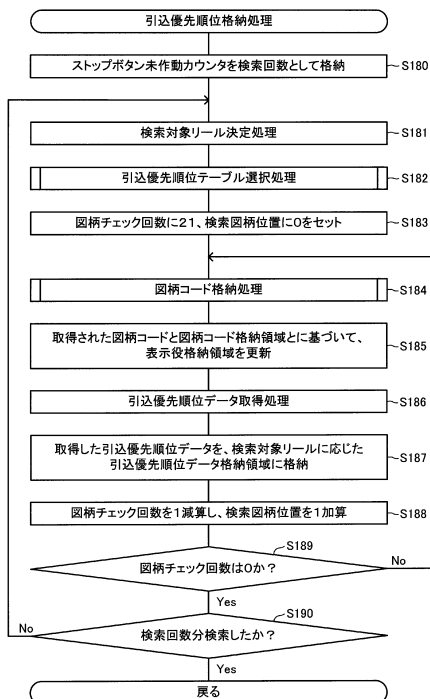 引込優先順位格納処理
ストップボタン未作動カウンタを検索回数として格納
S180
検索対象リール決定処理
S181
引込優先順位テーブル選択処理
S182
図柄チェック回数に21、検索図柄位置に0をセット
S183
図柄コード格納処理
S184
取得された図柄コードと図柄コード格納領域とに基づいて、
表示役格納領域を更新
S185
引込優先順位データ取得処理
S186
取得した引込優先順位データを、検索対象リールに応じた
引込優先順位データ格納領域に格納
S187
図柄チェック回数を1減算し、検索図柄位置を1加算
S188
S189
図柄チェック回数は0か?
No
Yes
S190
No
検索回数分検索したか?
Yes
戻る